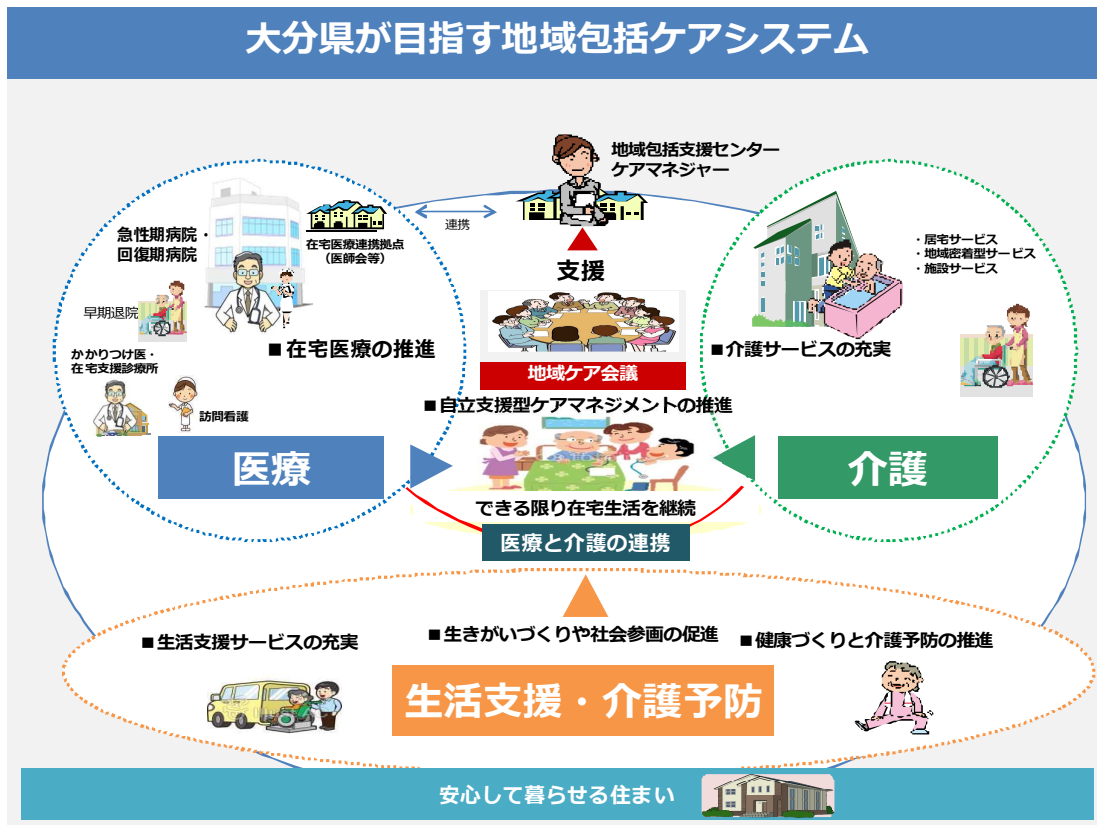 大分県が目指す地域包括ケアシステム
地域包括支援センター
ケアマネジャー
急性期病院・
回復期病院
在宅医療連携拠点
（医師会等）
連携
支援
・居宅サービス
・地域密着型サービス
・施設サービス
早期退院
■在宅医療の推進
かかりつけ医・
在宅支援診療所
訪問看護
地域ケア会議
■介護サービスの充実
■自立支援型ケアマネジメントの推進
医療
介護
できる限り在宅生活を継続
医療と介護の連携
■生活支援サービスの充実
■生きがいづくりや社会参画の促進
■健康づくりと介護予防の推進
生活支援・介護予防
安心して暮らせる住まい